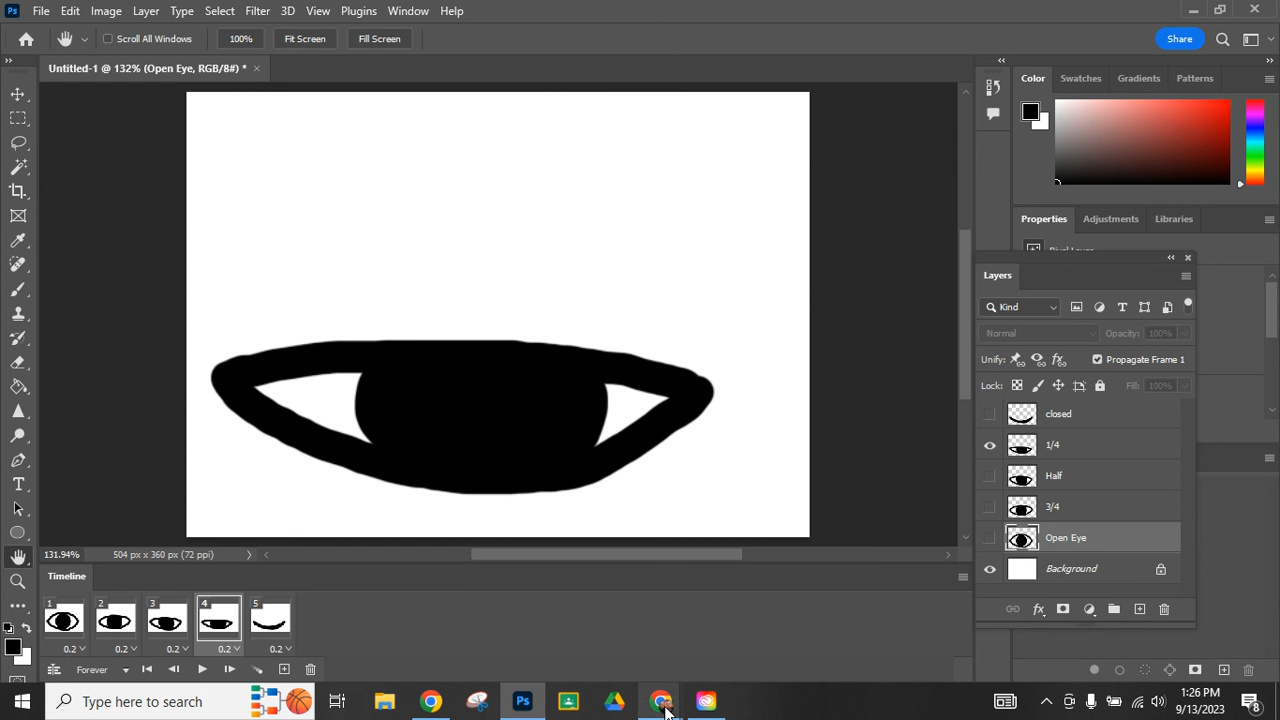 Ps File Edit Image Layer Type Select Filter 3D View Plugins Window Help
Scroll All Windows 100% Fit Screen Fill Screen Share
Untitled-1 @ 132% (Open Eye, RGB/8#) *
Color Swatches Gradients Patterns
Properties Adjustments Libraries
Layers
Kind
Normal Opacity: 100%
Unify: Propagate Frame 1
Lock: Fill: 100%
closed
1/4
Half
3/4
Open Eye
Background
131.94% 504 px x 360 px (72 ppi)
Timeline
1 2 3 4 5
0.2 0.2 0.2 0.2 0.2
Forever
Type here to search
Ps
1:26 PM
9/13/2023
8